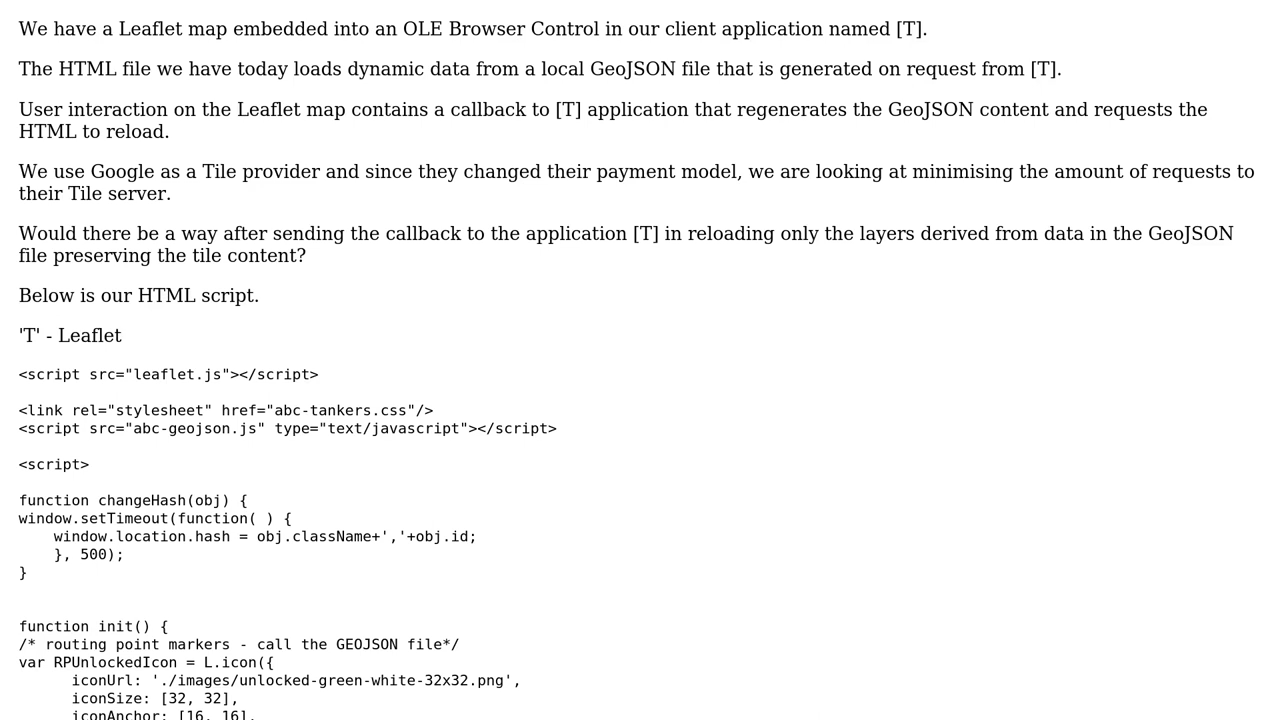 We have a Leaflet map embedded into an OLE Browser Control in our client application named [T].
The HTML file we have today loads dynamic data from a local GeoJSON file that is generated on request from [T].
User interaction on the Leaflet map contains a callback to [T] application that regenerates the GeoJSON content and requests the
HTML to reload.
We use Google as a Tile provider and since they changed their payment model, we are looking at minimising the amount of requests to
their Tile server.
Would there be a way after sending the callback to the application [T] in reloading only the layers derived from data in the GeoJSON
file preserving the tile content?
Below is our HTML script.
'T' - Leaflet
<script src="leaflet.js"></script>
<link rel="stylesheet" href="abc-tankers.css"/>
<script src="abc-geojson.js" type="text/javascript"></script>
<script>
function changeHash(obj) {
window.setTimeout(function( ) {
    window.location.hash = obj.className+','+obj.id;
    }, 500);
}
function init() {
/* routing point markers - call the GEOJSON file*/
var RPUnlockedIcon = L.icon({
      iconUrl: './images/unlocked-green-white-32x32.png',
      iconSize: [32, 32],
      iconAnchor: [16, 16],